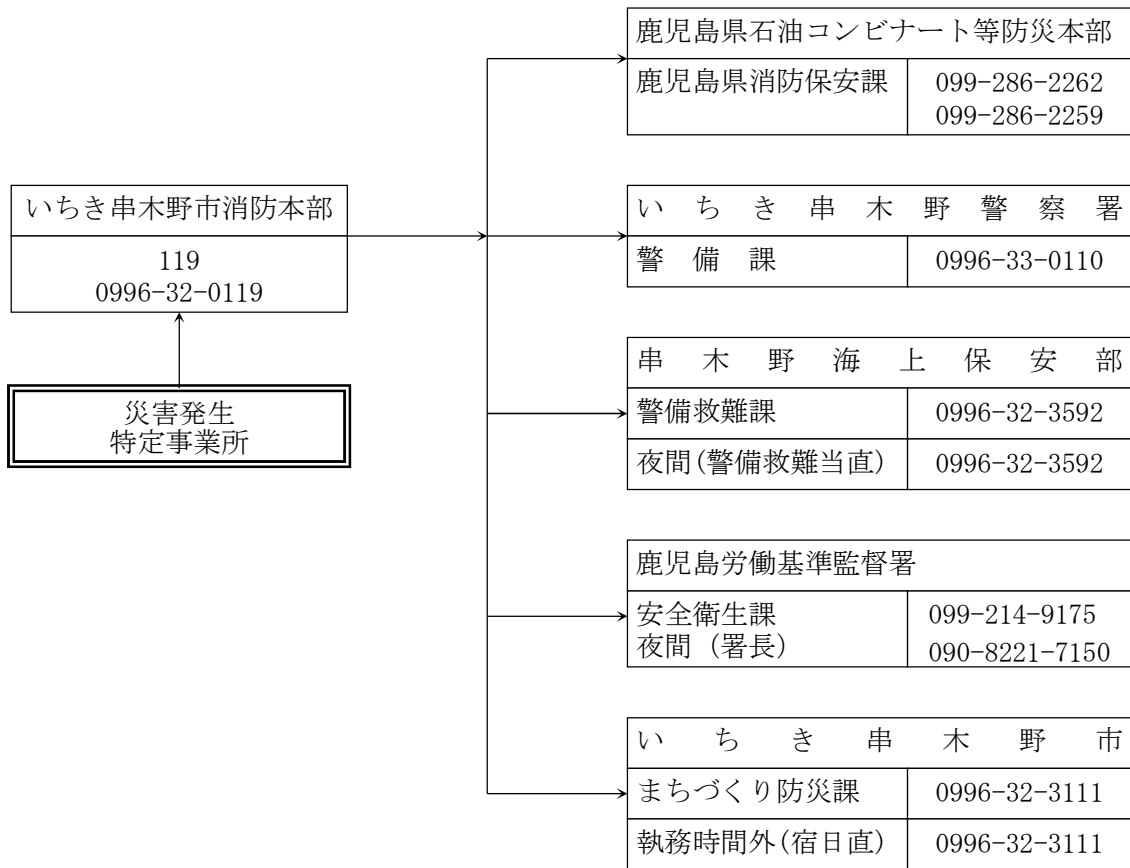 鹿児島県石油コンビナート等防災本部
鹿児島県消防保安課 099-286-2262
099-286-2259
いちき串木野市消防本部
119
0996-32-0119
災害発生
特定事業所
いちき串木野警察署
警備課 0996-33-0110
串木野海上保安部
警備救難課 0996-32-3592
夜間(警備救難当直) 0996-32-3592
鹿児島労働基準監督署
安全衛生課 099-214-9175
夜間（署長） 090-8221-7150
いちき串木野市
まちづくり防災課 0996-32-3111
執務時間外(宿日直) 0996-32-3111